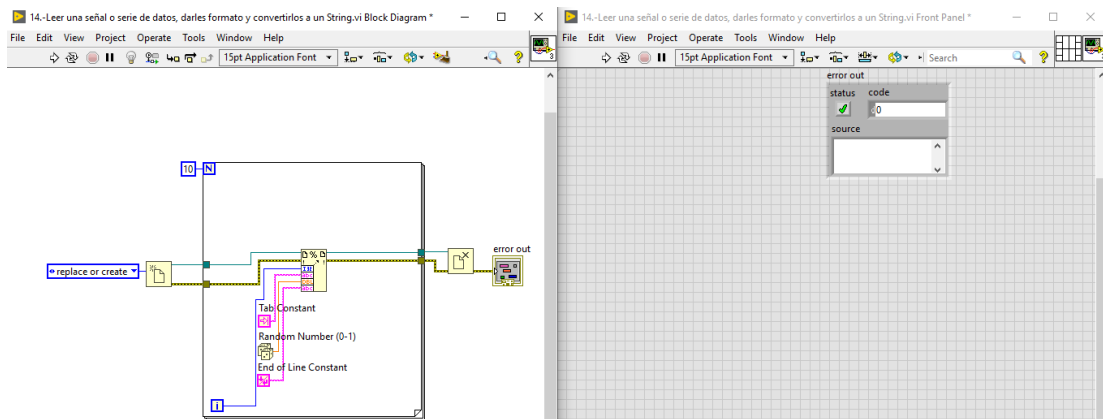 14.-Leer una señal o serie de datos, darles formato y convertirlos a un String.vi Block Diagram *
File Edit View Project Operate Tools Window Help
15pt Application Font
3
10
N
error out
replace or create
Tab Constant
Random Number (0-1)
End of Line Constant
i
14.-Leer una señal o serie de datos, darles formato y convertirlos a un String.vi Front Panel *
File Edit View Project Operate Tools Window Help
15pt Application Font
Search
3
error out
status code
0
source